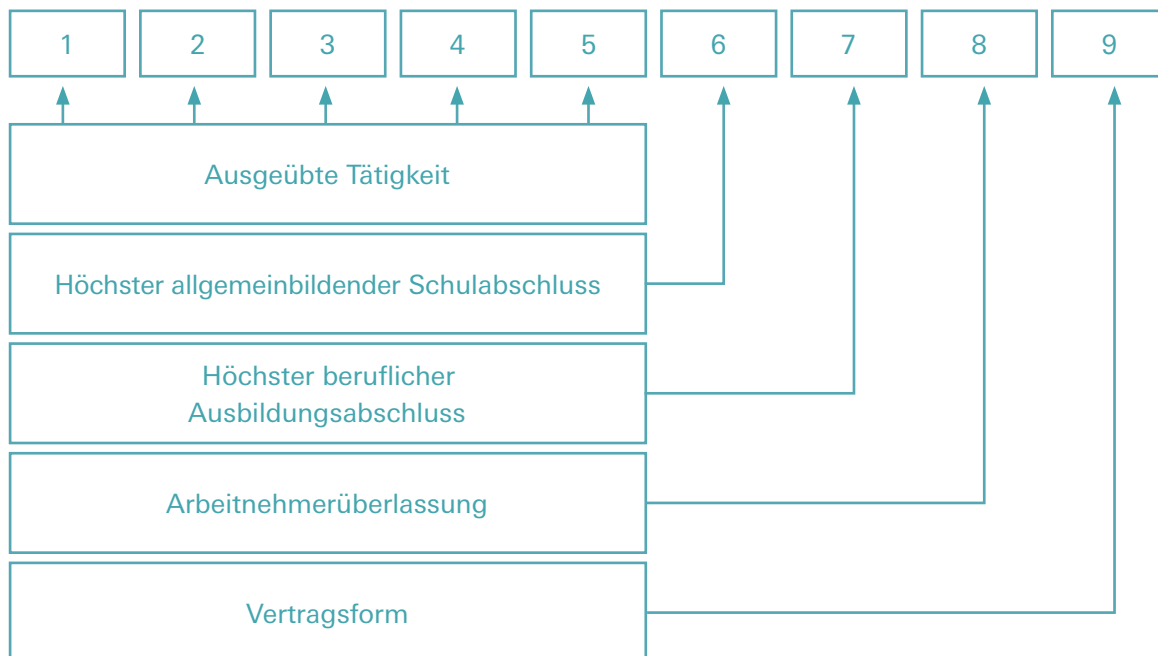 1 2 3 4 5 6 7 8 9
Ausgeübte Tätigkeit
Höchster allgemeinbildender Schulabschluss
Höchster beruflicher
Ausbildungsabschluss
Arbeitnehmerüberlassung
Vertragsform